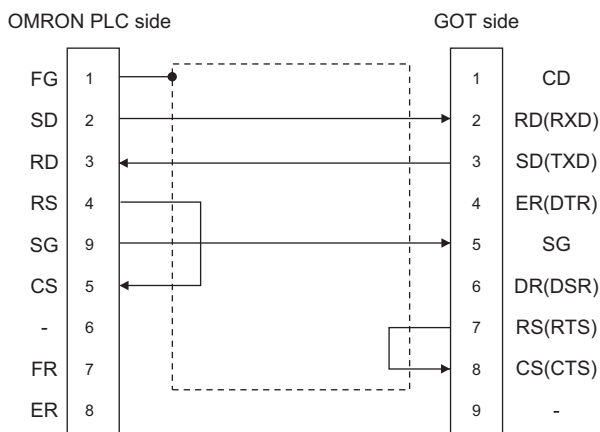 OMRON PLC side GOT side
FG 1 1 CD
SD 2 2 RD(RXD)
RD 3 3 SD(TXD)
RS 4 4 ER(DTR)
SG 9 5 SG
CS 5 6 DR(DSR)
- 6 7 RS(RTS)
FR 7 8 CS(CTS)
ER 8 9 -